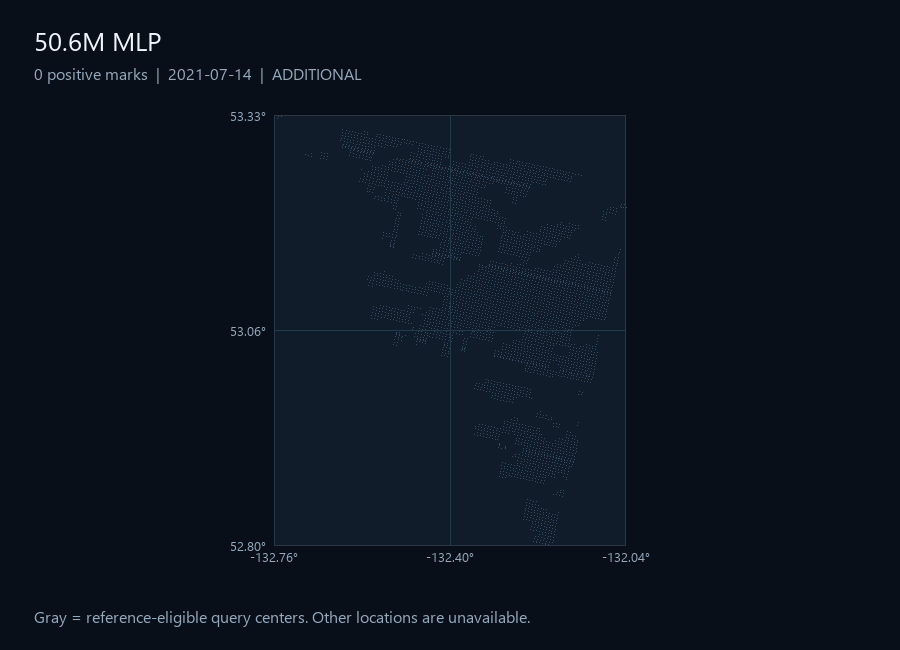 50.6M MLP
0 positive marks | 2021-07-14 | ADDITIONAL
53.33°
53.06°
52.80°
-132.76° -132.40° -132.04°
Gray = reference-eligible query centers. Other locations are unavailable.